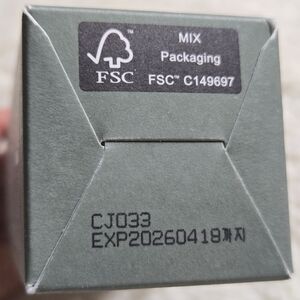 FSC
MIX
Packaging
FSC™ C149697
CJ033
EXP20260418까지